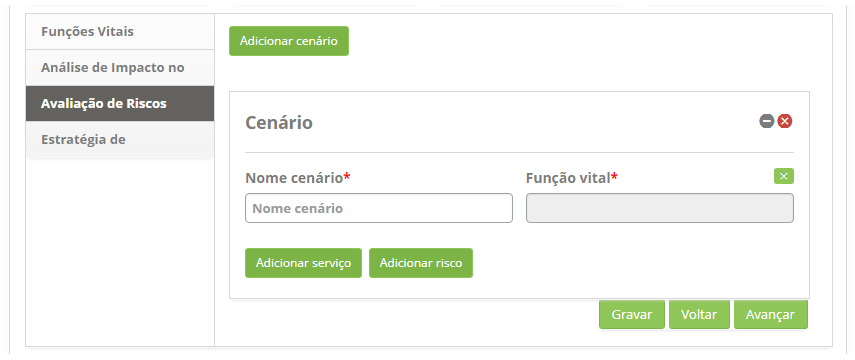 Funções Vitais
Análise de Impacto no
Avaliação de Riscos
Estratégia de
Adicionar cenário
Cenário
Nome cenário* Função vital*
Nome cenário
Adicionar serviço Adicionar risco
Gravar Voltar Avançar